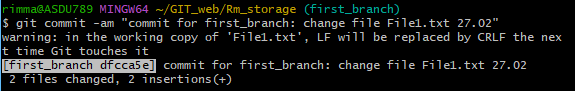 rimma@ASDU789 MINGW64 ~/GIT_web/Rm_storage (first_branch)
$ git commit -am "commit for first_branch: change file File1.txt 27.02"
warning: in the working copy of 'File1.txt', LF will be replaced by CRLF the nex
t time Git touches it
[first_branch dfcca5e] commit for first_branch: change file File1.txt 27.02
 2 files changed, 2 insertions(+)